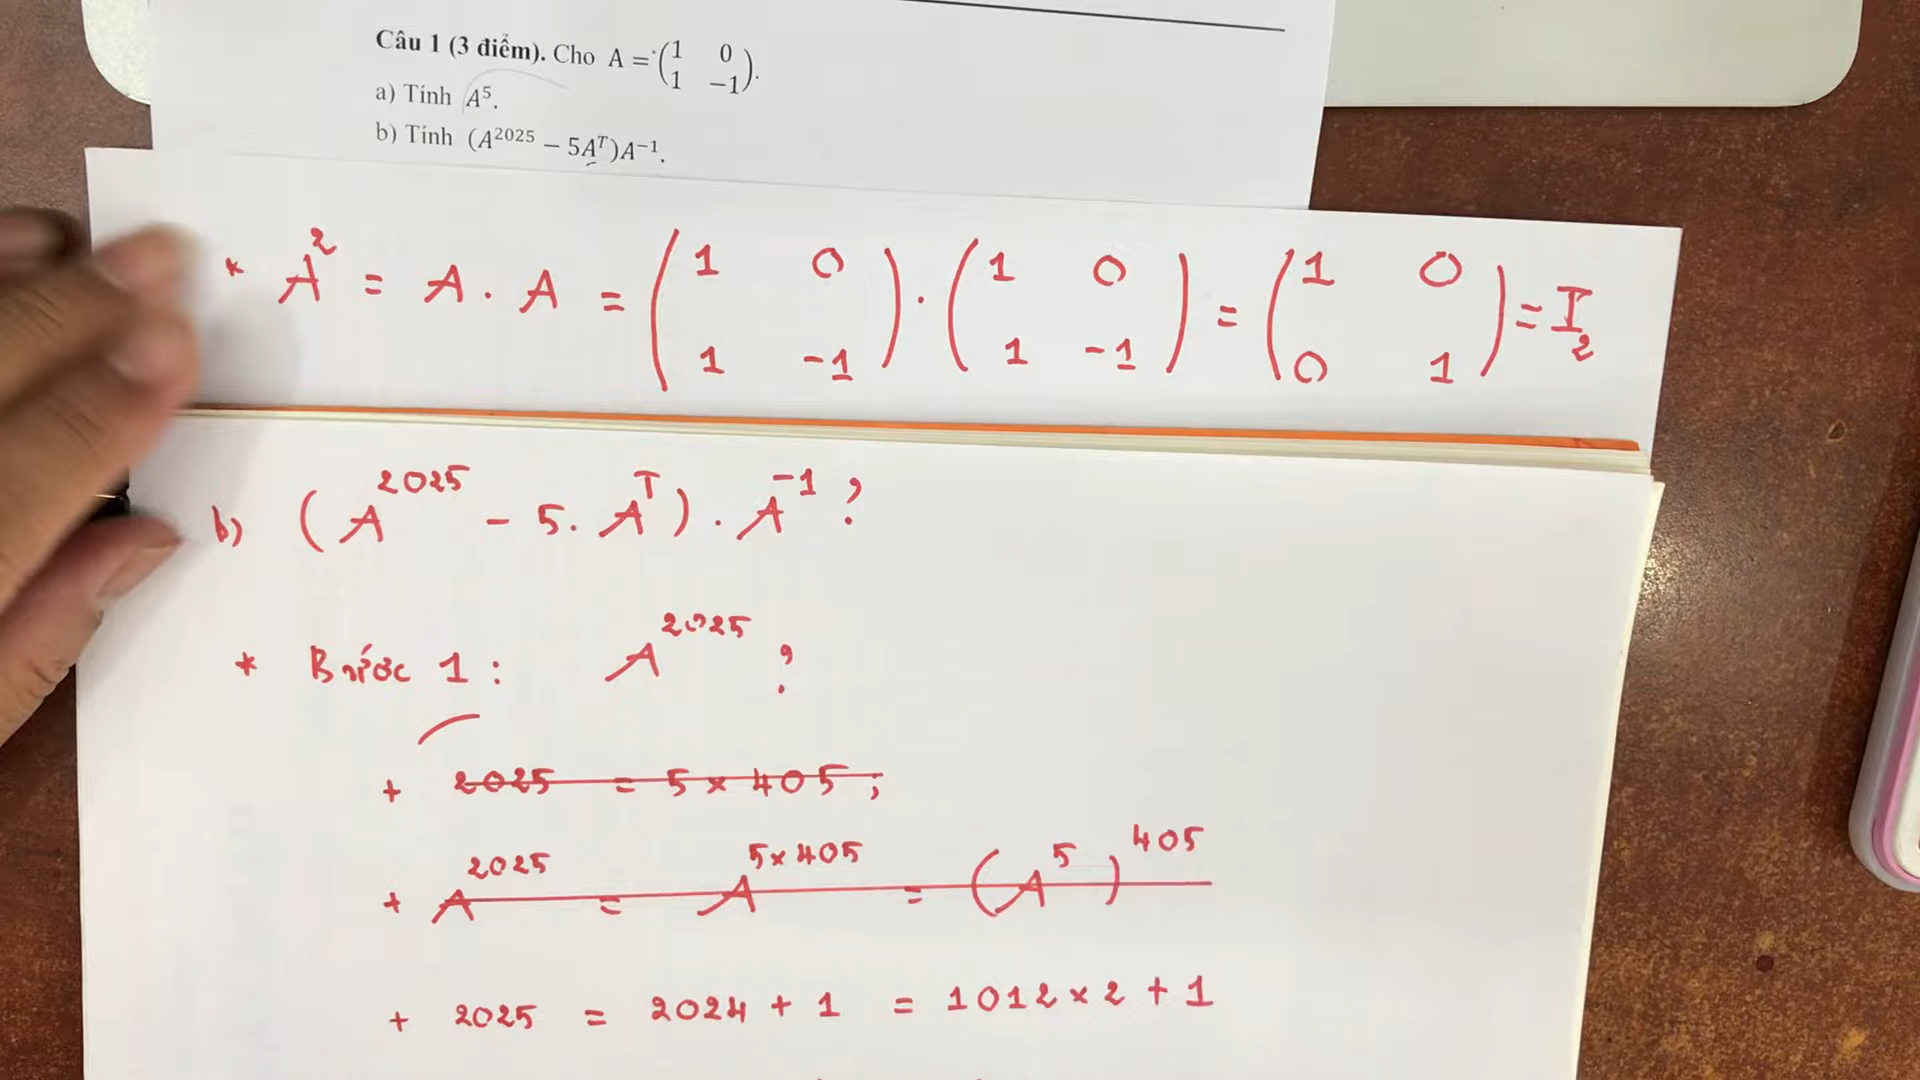 Câu 1 (3 điểm). Cho A = (1 0
1 −1).
a) Tính A⁵.
b) Tính (A²⁰²⁵ − 5Aᵀ)A⁻¹.
* A² = A . A = (1 0
1 -1) . (1 0
1 -1) = (1 0
0 1) = I₂
b) (A²⁰²⁵ - 5. Aᵀ) . A⁻¹ ?
* Bước 1 : A²⁰²⁵ ?
+ 2025 = 5 × 405 ;
+ A²⁰²⁵ = A⁵ˣ⁴⁰⁵ = (A⁵)⁴⁰⁵
+ 2025 = 2024 + 1 = 1012 × 2 + 1